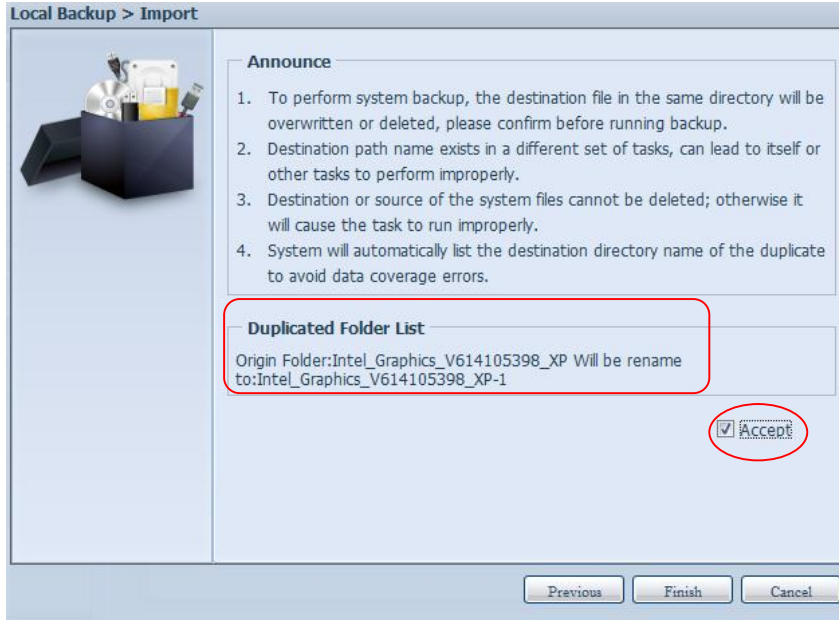 Local Backup > Import
Announce
1. To perform system backup, the destination file in the same directory will be
overwritten or deleted, please confirm before running backup.
2. Destination path name exists in a different set of tasks, can lead to itself or
other tasks to perform improperly.
3. Destination or source of the system files cannot be deleted; otherwise it
will cause the task to run improperly.
4. System will automatically list the destination directory name of the duplicate
to avoid data coverage errors.
Duplicated Folder List
Origin Folder:Intel_Graphics_V614105398_XP Will be rename
to:Intel_Graphics_V614105398_XP-1
Accept
Previous Finish Cancel